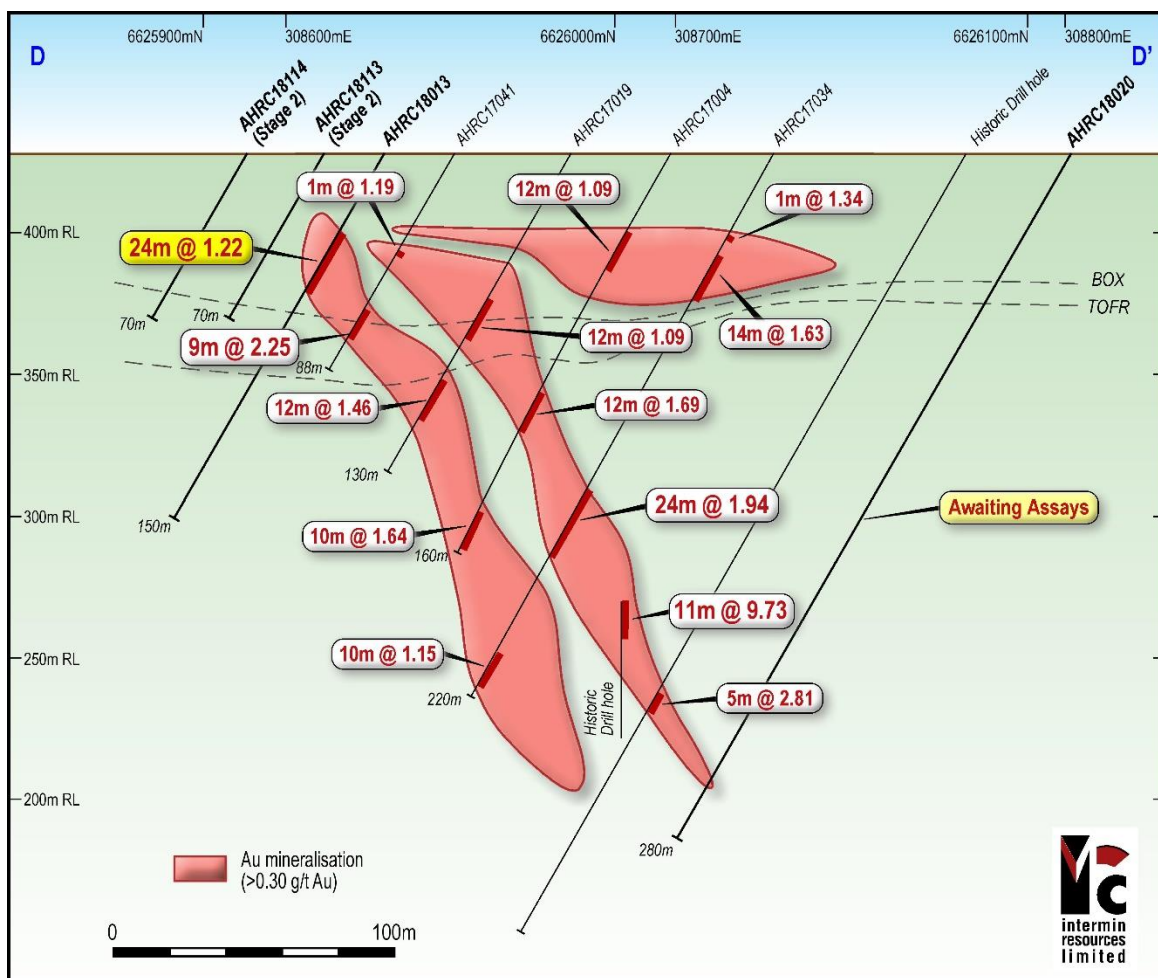 6625900mN
308600mE
6626000mN
308700mE
6626100mN
308800mE
D
D'
AHRC18114
(Stage 2)
AHRC18113
(Stage 2)
AHRC18013
AHRC17041
AHRC17019
AHRC17004
AHRC17034
Historic Drill hole
AHRC18020
1m @ 1.19
12m @ 1.09
1m @ 1.34
400m RL
24m @ 1.22
BOX
TOFR
70m
70m
9m @ 2.25
88m
12m @ 1.09
14m @ 1.63
350m RL
12m @ 1.46
12m @ 1.69
130m
300m RL
150m
10m @ 1.64
160m
24m @ 1.94
Awaiting Assays
11m @ 9.73
250m RL
10m @ 1.15
220m
Historic
Drill hole
5m @ 2.81
200m RL
280m
Au mineralisation
(>0.30 g/t Au)
0
100m
intermin
resources
limited